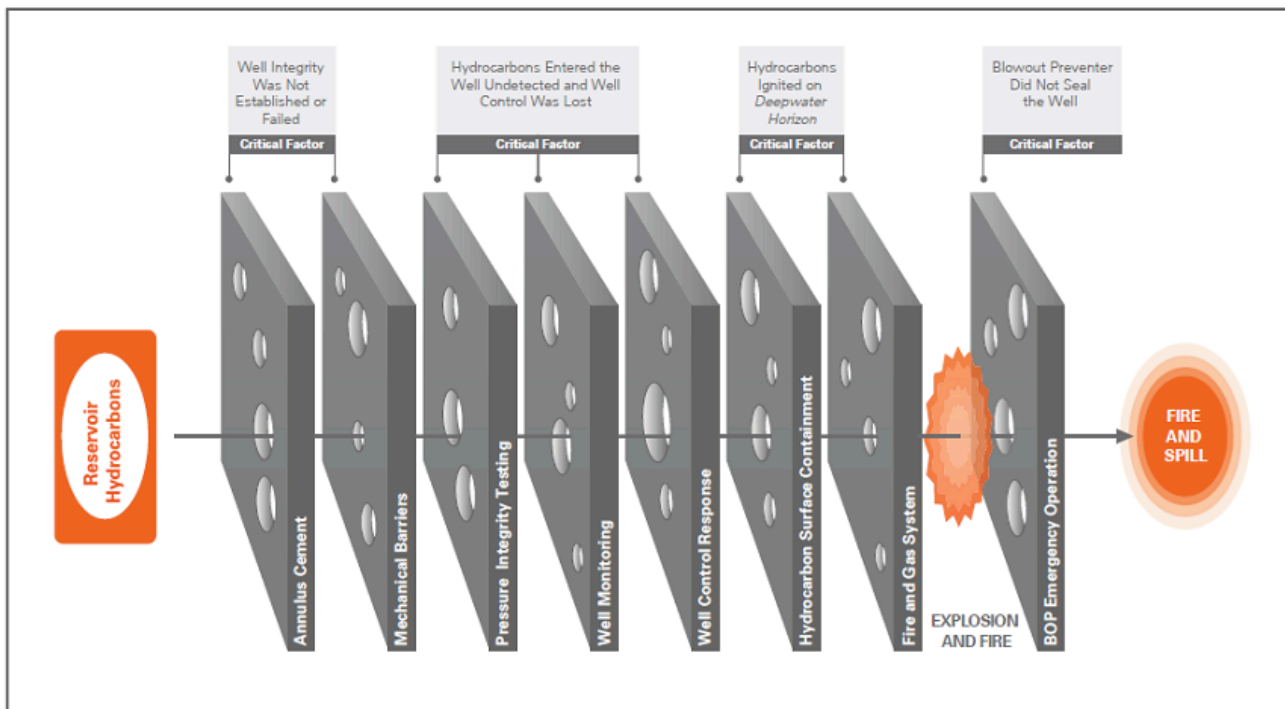 Well Integrity
Was Not
Established or
Failed
Critical Factor
Hydrocarbons Entered the
Well Undetected and Well
Control Was Lost
Critical Factor
Hydrocarbons
Ignited on
Deepwater
Horizon
Critical Factor
Blowout Preventer
Did Not Seal
the Well
Critical Factor
Reservoir
Hydrocarbons
Annulus Cement
Mechanical Barriers
Pressure Integrity Testing
Well Monitoring
Well Control Response
Hydrocarbon Surface Containment
Fire and Gas System
EXPLOSION
AND FIRE
BOP Emergency Operation
FIRE
AND
SPILL